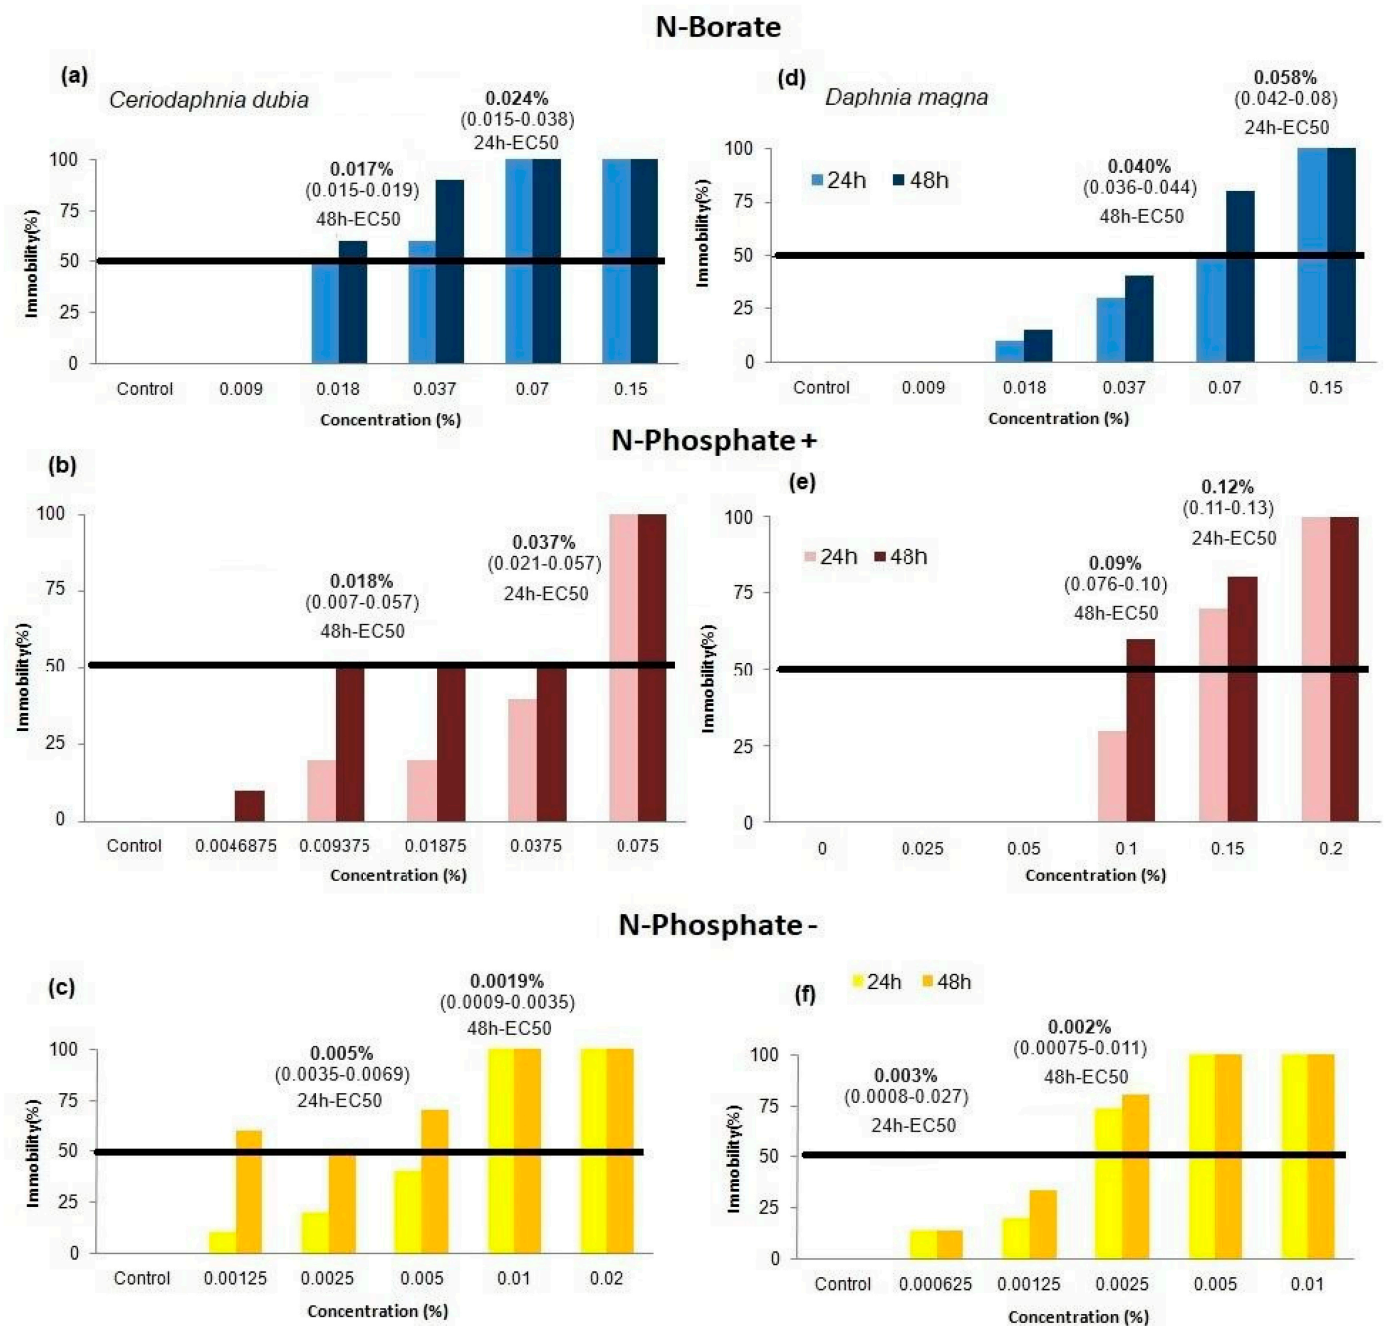 N-Borate
(a)
Ceriodaphnia dubia
0.024%
(0.015-0.038)
24h-EC50
0.017%
(0.015-0.019)
48h-EC50
100
75
50
25
0
Immobility(%)
Control 0.009 0.018 0.037 0.07 0.15
Concentration (%)
(d)
Daphnia magna
0.058%
(0.042-0.08)
24h-EC50
24h 48h
0.040%
(0.036-0.044)
48h-EC50
100
75
50
25
0
Immobility(%)
Control 0.009 0.018 0.037 0.07 0.15
Concentration (%)
N-Phosphate +
(b)
0.037%
(0.021-0.057)
24h-EC50
0.018%
(0.007-0.057)
48h-EC50
100
75
50
25
0
Immobility(%)
Control 0.0046875 0.009375 0.01875 0.0375 0.075
Concentration (%)
(e)
0.12%
(0.11-0.13)
24h-EC50
24h 48h
0.09%
(0.076-0.10)
48h-EC50
100
75
50
25
0
Immobility(%)
0 0.025 0.05 0.1 0.15 0.2
Concentration (%)
N-Phosphate -
(c)
0.0019%
(0.0009-0.0035)
48h-EC50
0.005%
(0.0035-0.0069)
24h-EC50
100
75
50
25
0
Immobility(%)
Control 0.00125 0.0025 0.005 0.01 0.02
Concentration (%)
(f)
24h 48h
0.002%
(0.00075-0.011)
48h-EC50
0.003%
(0.0008-0.027)
24h-EC50
100
75
50
25
0
Immobility(%)
Control 0.000625 0.00125 0.0025 0.005 0.01
Concentration (%)